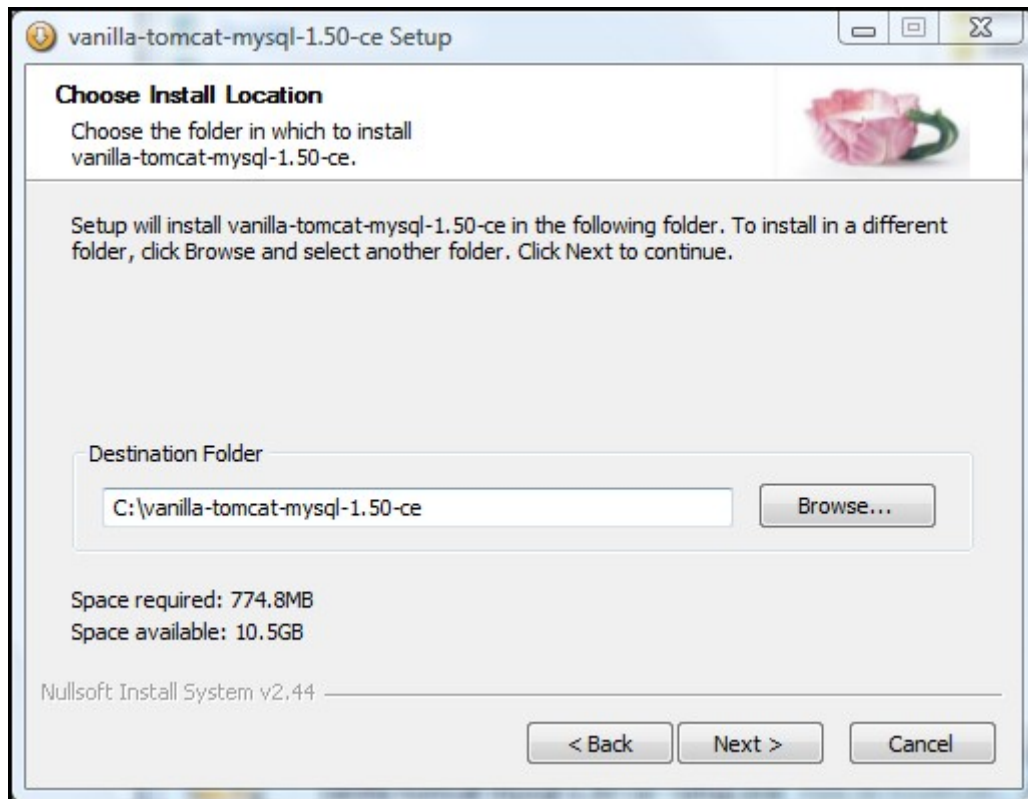 vanilla-tomcat-mysql-1.50-ce Setup
Choose Install Location
Choose the folder in which to install
vanilla-tomcat-mysql-1.50-ce.
Setup will install vanilla-tomcat-mysql-1.50-ce in the following folder. To install in a different
folder, click Browse and select another folder. Click Next to continue.
Destination Folder
C:\vanilla-tomcat-mysql-1.50-ce
Browse...
Space required: 774.8MB
Space available: 10.5GB
Nullsoft Install System v2.44
< Back Next > Cancel